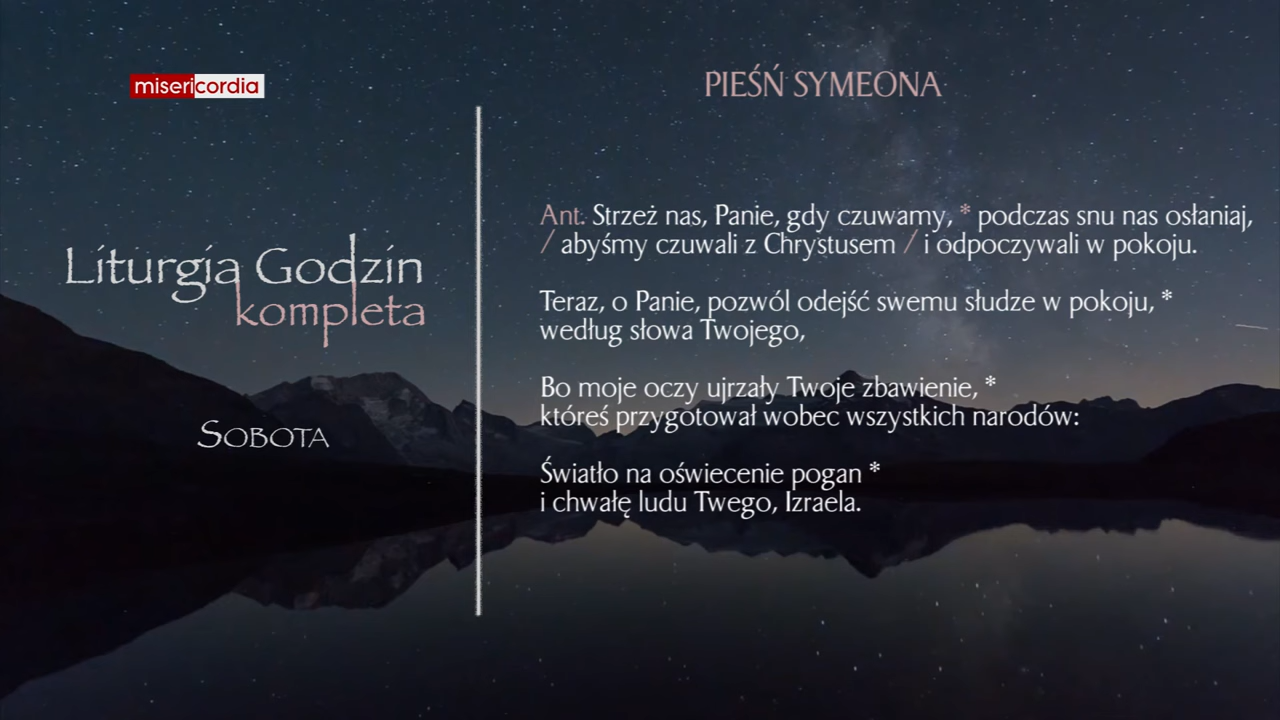 misericordia
Liturgia Godzin
kompleta
SOBOTA
PIEŚŃ SYMEONA
Ant. Strzeż nas, Panie, gdy czuwamy, * podczas snu nas osłaniaj,
/ abyśmy czuwali z Chrystusem / i odpoczywali w pokoju.
Teraz, o Panie, pozwól odejść swemu słudze w pokoju, *
według słowa Twojego,
Bo moje oczy ujrzały Twoje zbawienie, *
któreś przygotował wobec wszystkich narodów:
Światło na oświecenie pogan *
i chwałę ludu Twego, Izraela.